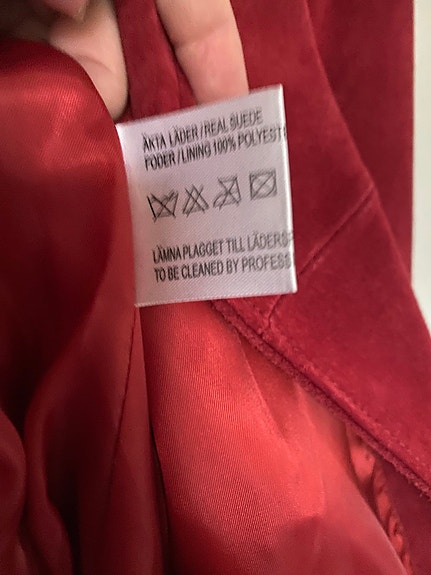 ÄKTA LÄDER/REAL SUEDE
FODER/LINING 100% POLYEST
LÄMNA PLAGGET TILL LÄDERS
TO BE CLEANED BY PROFESS